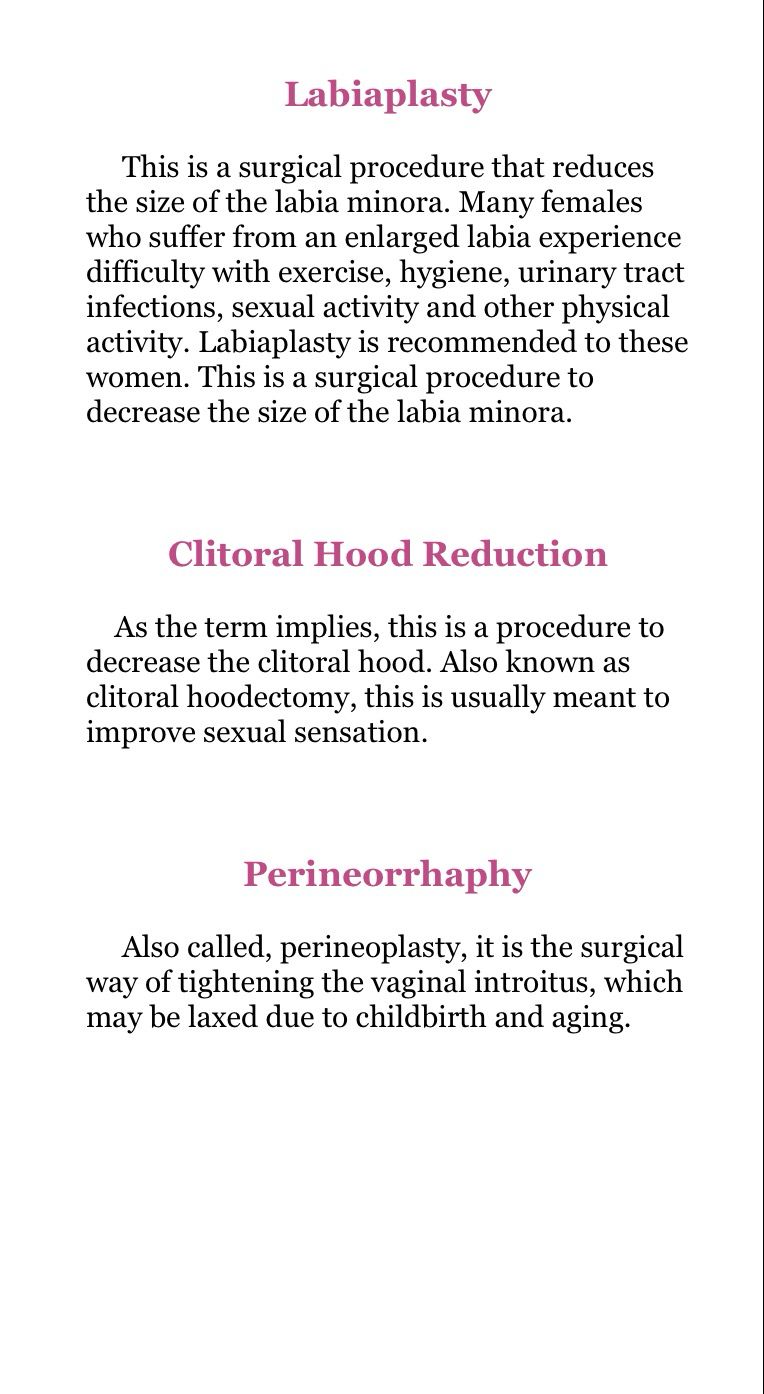 Labiaplasty
This is a surgical procedure that reduces
the size of the labia minora. Many females
who suffer from an enlarged labia experience
difficulty with exercise, hygiene, urinary tract
infections, sexual activity and other physical
activity. Labiaplasty is recommended to these
women. This is a surgical procedure to
decrease the size of the labia minora.
Clitoral Hood Reduction
As the term implies, this is a procedure to
decrease the clitoral hood. Also known as
clitoral hoodectomy, this is usually meant to
improve sexual sensation.
Perineorrhaphy
Also called, perineoplasty, it is the surgical
way of tightening the vaginal introitus, which
may be laxed due to childbirth and aging.